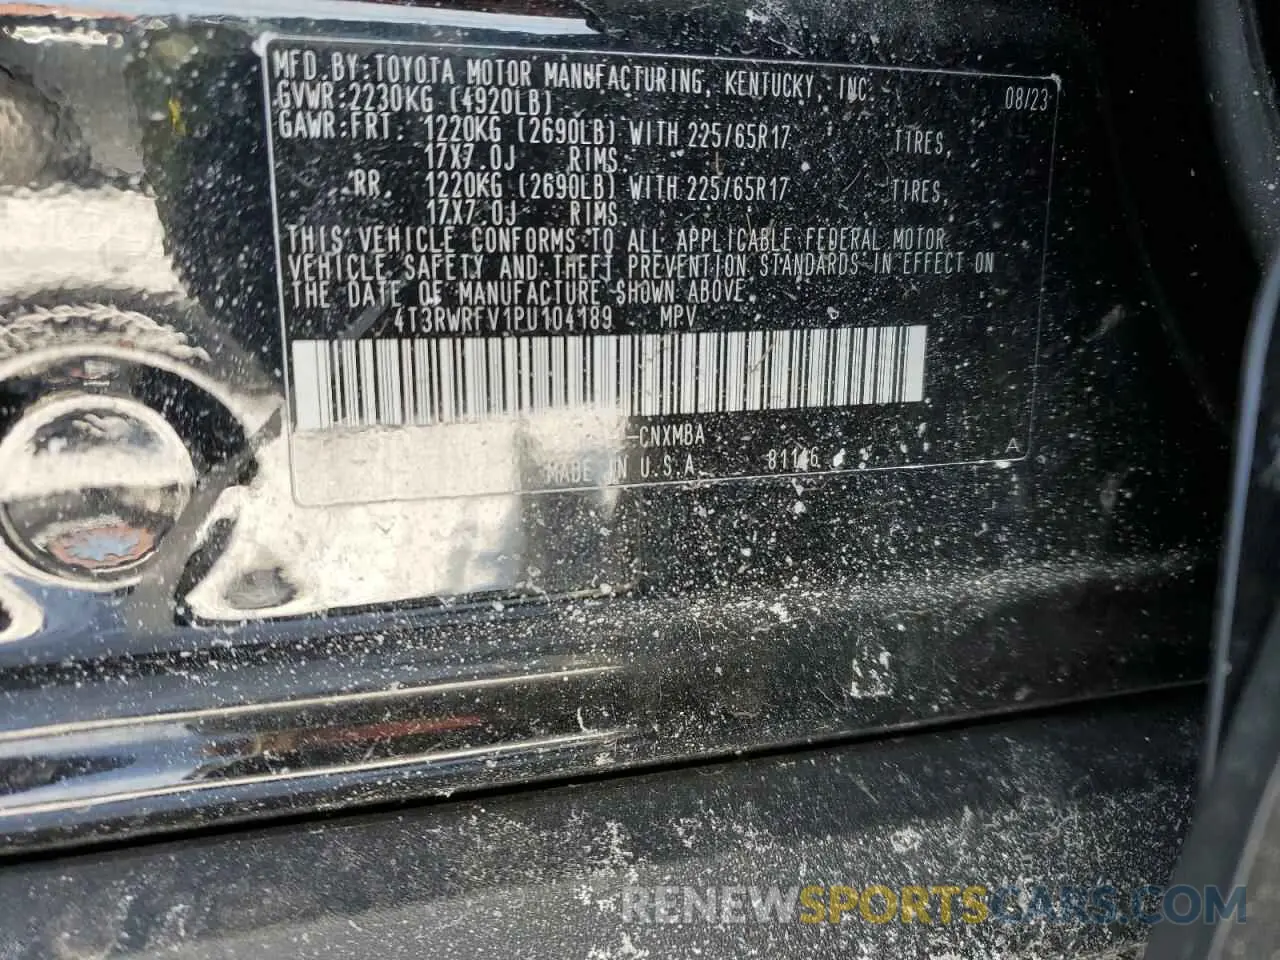 MFD.BY:TOYOTA MOTOR MANUFACTURING, KENTUCKY, INC.
08/23
GVWR:2230KG (4920LB)
GAWR:FRT. 1220KG (2690LB) WITH 225/65R17 TIRES,
17X7.0J RIMS.
RR. 1220KG (2690LB) WITH 225/65R17 TIRES,
17X7.0J RIMS
THIS VEHICLE CONFORMS TO ALL APPLICABLE FEDERAL MOTOR
VEHICLE SAFETY AND THEFT PREVENTION STANDARDS IN EFFECT ON
THE DATE OF MANUFACTURE SHOWN ABOVE.
4T3RWRFV1PU104189 MPV
-CNXMBA
MADE IN U.S.A. A
RENEWSPORTSCARS.COM